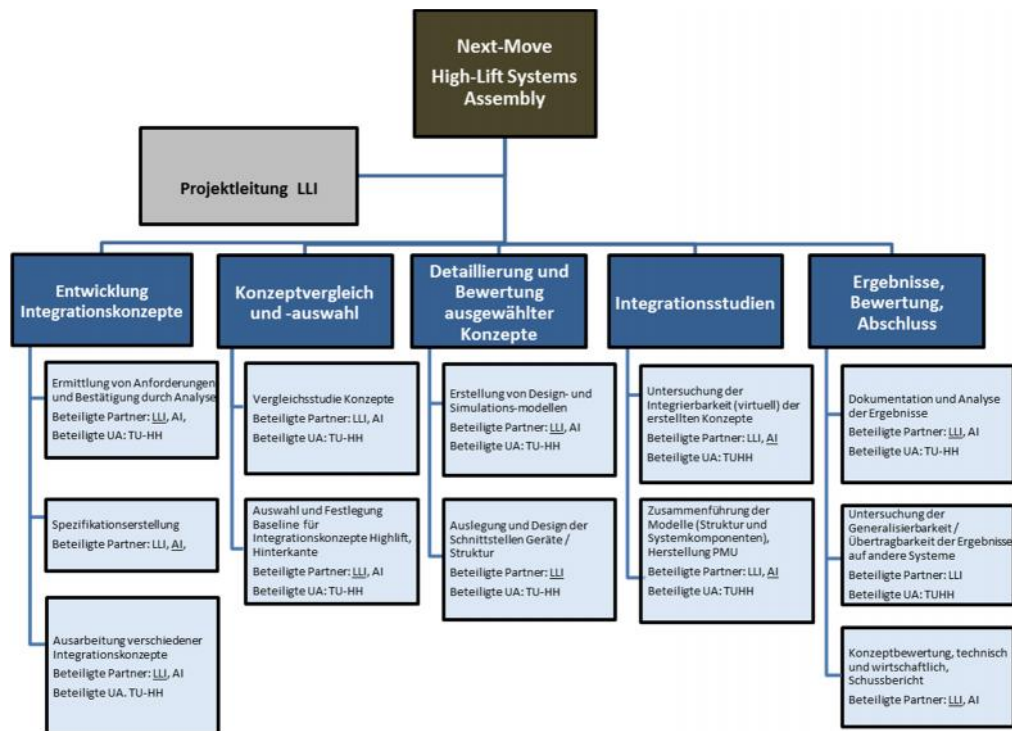 Next-Move
High-Lift Systems
Assembly
Projektleitung LLI
Entwicklung
Integrationskonzepte
Ermittlung von Anforderungen
und Bestätigung durch Analyse
Beteiligte Partner: LLI, AI,
Beteiligte UA: TU-HH
Spezifikationserstellung
Beteiligte Partner: LLI, AI,
Ausarbeitung verschiedener
Integrationskonzepte
Beteiligte Partner: LLI, AI
Beteiligte UA. TU-HH
Konzeptvergleich
und -auswahl
Vergleichsstudie Konzepte
Beteiligte Partner: LLI, AI
Beteiligte UA: TU-HH
Auswahl und Festlegung
Baseline für
Integrationskonzepte Highlift,
Hinterkante
Beteiligte Partner: LLI, AI
Beteiligte UA: TU-HH
Detaillierung und
Bewertung
ausgewählter
Konzepte
Erstellung von Design- und
Simulations-modellen
Beteiligte Partner: LLI, AI
Beteiligte UA: TU-HH
Auslegung und Design der
Schnittstellen Geräte /
Struktur
Beteiligte Partner: LLI
Beteiligte UA: TU-HH
Integrationsstudien
Untersuchung der
Integrierbarkeit (virtuell) der
erstellten Konzepte
Beteiligte Partner: LLI, AI
Beteiligte UA: TUHH
Zusammenführung der
Modelle (Struktur und
Systemkomponenten),
Herstellung PMU
Beteiligte Partner: LLI, AI
Beteiligte UA: TUHH
Ergebnisse,
Bewertung,
Abschluss
Dokumentation und Analyse
der Ergebnisse
Beteiligte Partner: LLI, AI
Beteiligte UA: TU-HH
Untersuchung der
Generalisierbarkeit /
Übertragbarkeit der Ergebnisse
auf andere Systeme
Beteiligte Partner: LLI
Beteiligte UA: TUHH
Konzeptbewertung, technisch
und wirtschaftlich,
Schussbericht
Beteiligte Partner: LLI, AI